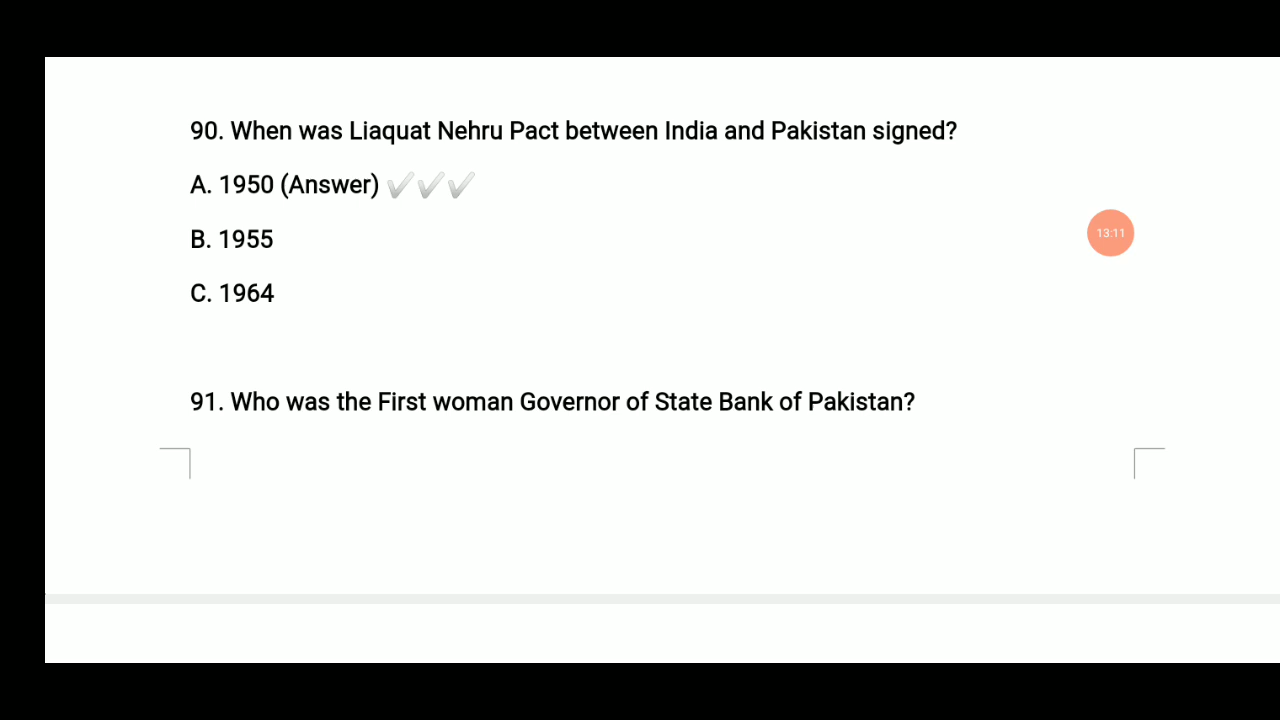 90. When was Liaquat Nehru Pact between India and Pakistan signed?
A. 1950 (Answer) ✔✔✔
B. 1955
13:11
C. 1964
91. Who was the First woman Governor of State Bank of Pakistan?